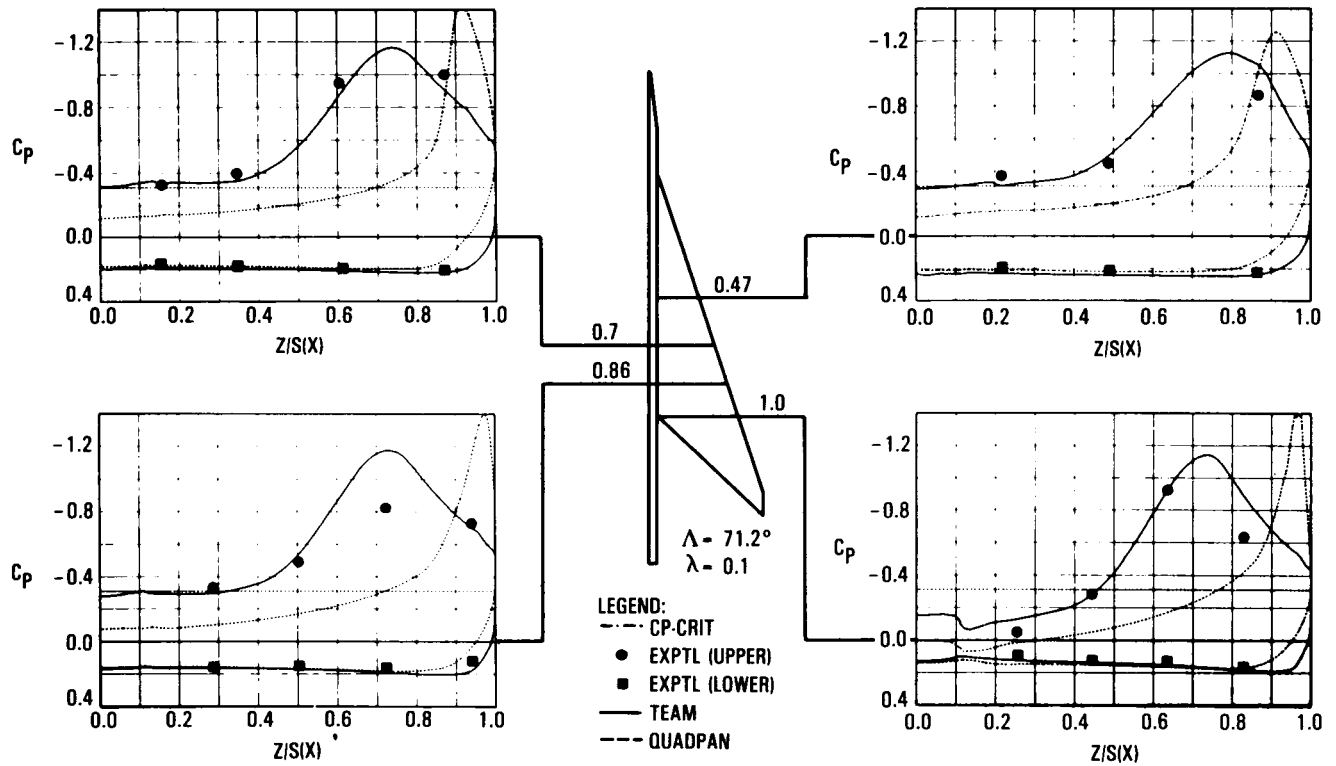 −1.2
−0.8
CP
−0.4
0.0
0.4
0.0 0.2 0.4 0.6 0.8 1.0
Z/S(X)
−1.2
−0.8
CP
−0.4
0.0
0.4
0.0 0.2 0.4 0.6 0.8 1.0
Z/S(X)
0.47
0.7
0.86
1.0
Λ − 71.2°
λ − 0.1
−1.2
−0.8
CP
−0.4
0.0
0.4
0.0 0.2 0.4 0.6 0.8 1.0
Z/S(X)
LEGEND:
CP-CRIT
EXPTL (UPPER)
EXPTL (LOWER)
TEAM
QUADPAN
−1.2
−0.8
CP
−0.4
0.0
0.4
0.0 0.2 0.4 0.6 0.8 1.0
Z/S(X)